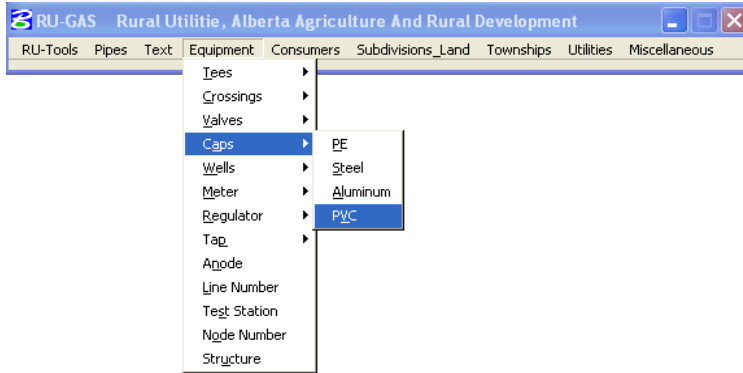 RU-GAS Rural Utilitie, Alberta Agriculture And Rural Development
RU-Tools Pipes Text Equipment Consumers Subdivisions_Land Townships Utilities Miscellaneous
Tees
Crossings
Valves
Caps
Wells
Meter
Regulator
Tap
Anode
Line Number
Test Station
Node Number
Structure
PE
Steel
Aluminum
PVC